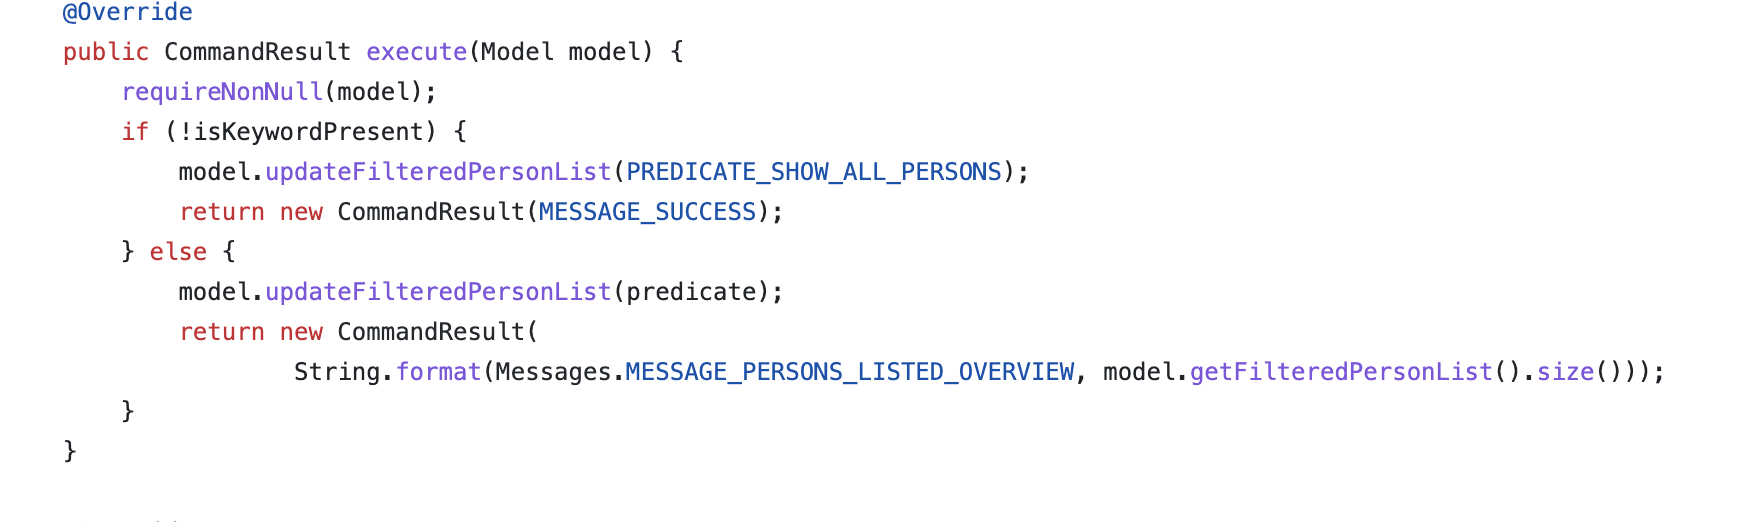 @Override
public CommandResult execute(Model model) {
    requireNonNull(model);
    if (!isKeywordPresent) {
        model.updateFilteredPersonList(PREDICATE_SHOW_ALL_PERSONS);
        return new CommandResult(MESSAGE_SUCCESS);
    } else {
        model.updateFilteredPersonList(predicate);
        return new CommandResult(
                String.format(Messages.MESSAGE_PERSONS_LISTED_OVERVIEW, model.getFilteredPersonList().size()));
    }
}